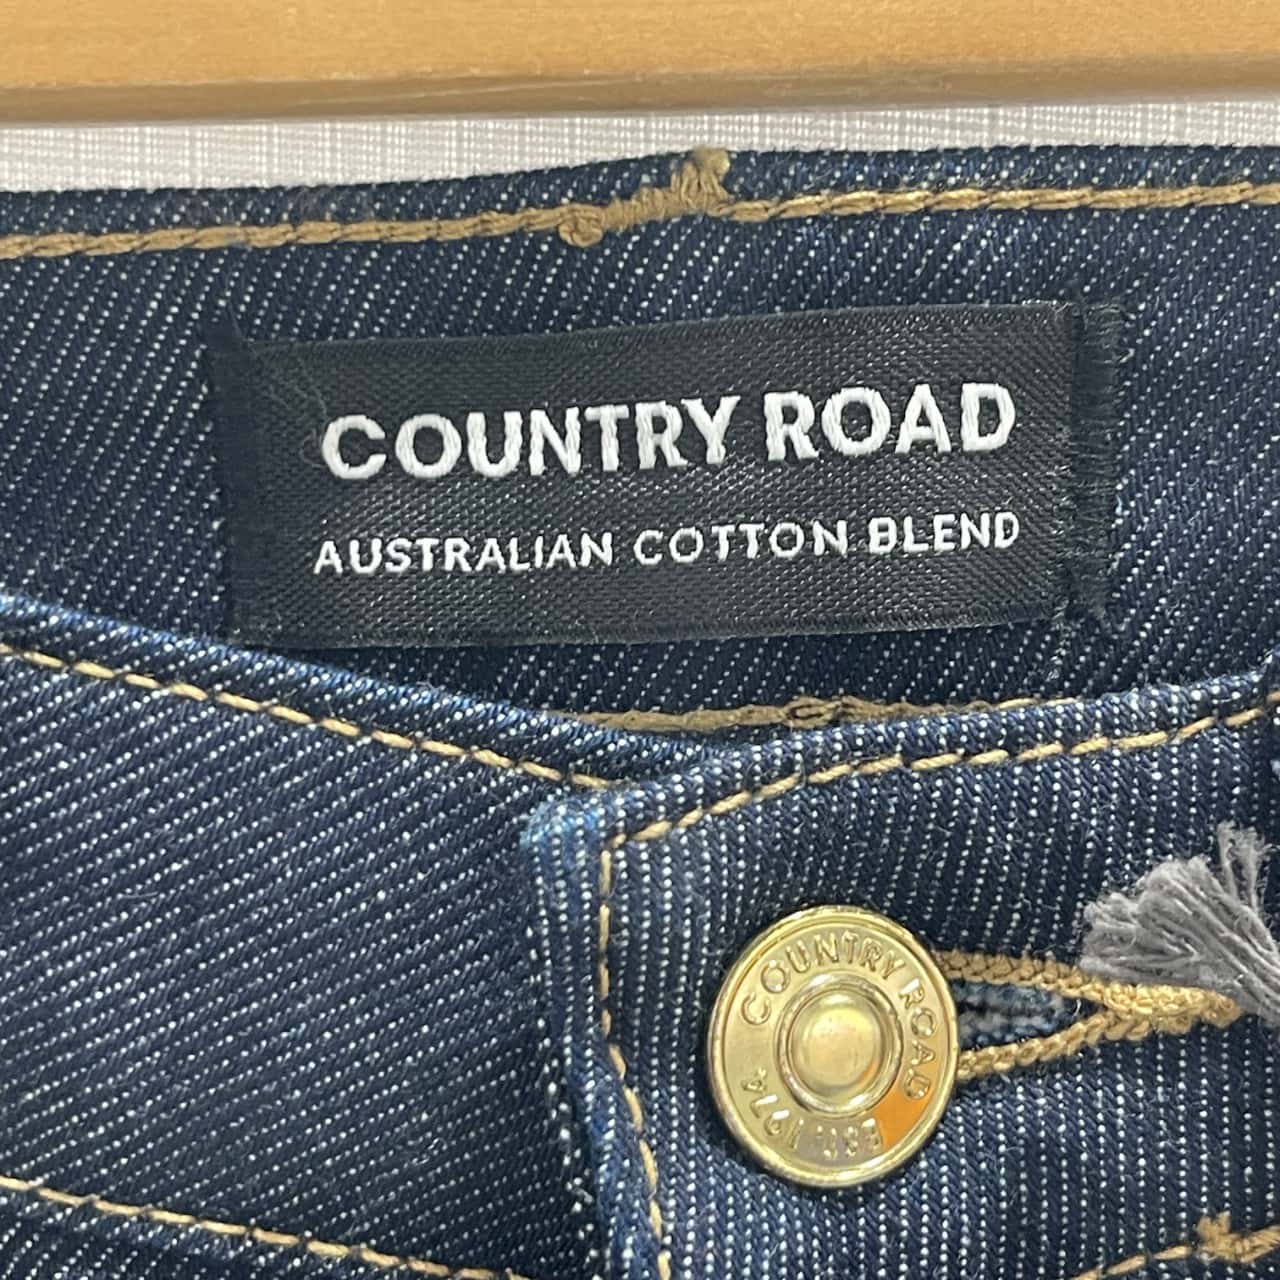 COUNTRY ROAD
AUSTRALIAN COTTON BLEND
COUNTRY ROAD
EST. 1974